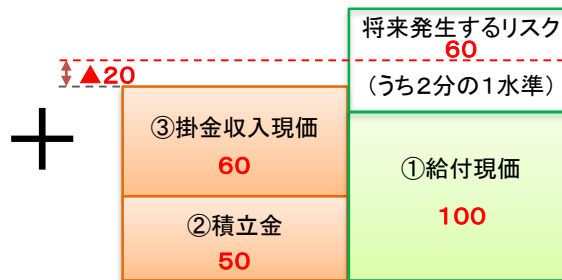 将来発生するリスク
60
▲20
(うち2分の1水準)
＋
③掛金収入現価
60
①給付現価
100
②積立金
50